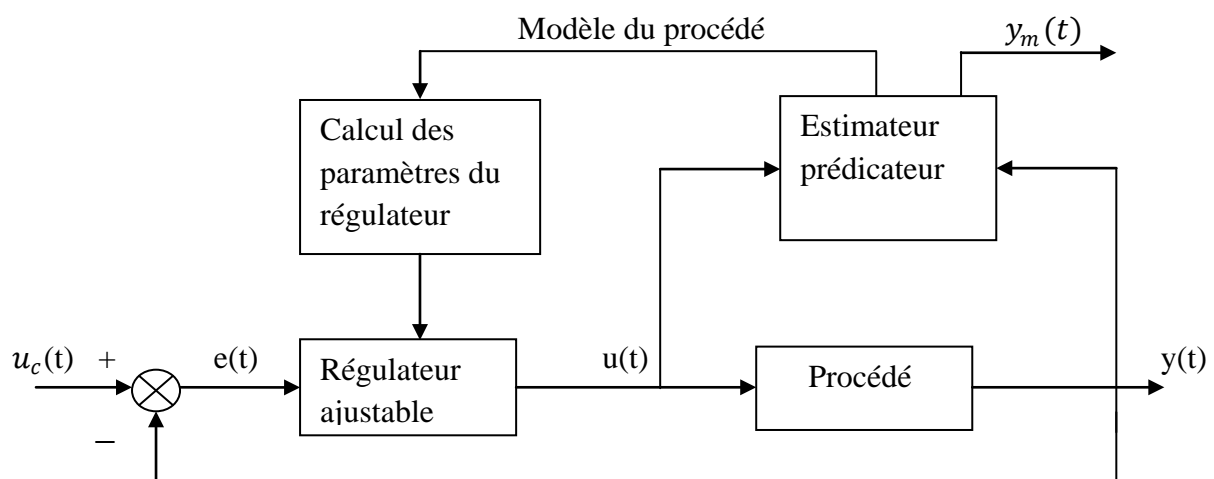 Modèle du procédé
y_m(t)
Calcul des
paramètres du
régulateur
Estimateur
prédicateur
u_c(t)
+
e(t)
Régulateur
ajustable
u(t)
Procédé
y(t)
−